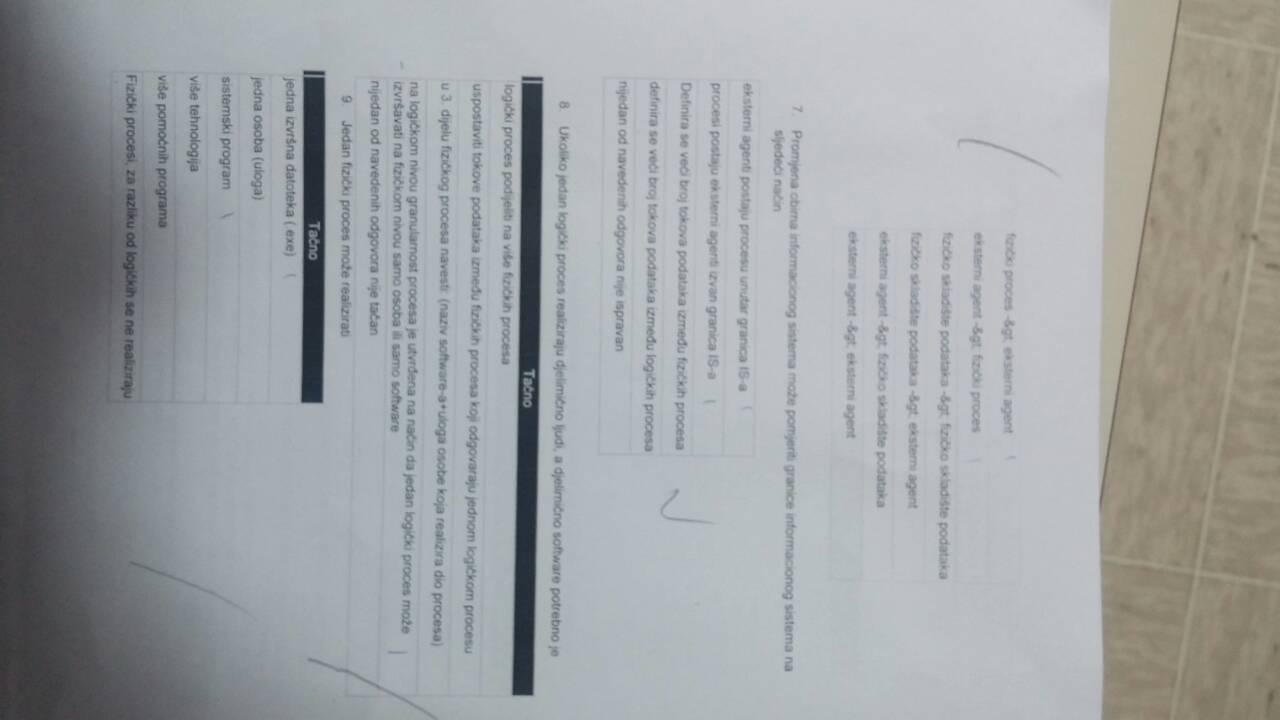 fizički proces -&gt; eksterni agent
eksterni agent -&gt; fizički proces
fizičko skladište podataka -&gt; fizičko skladište podataka
fizičko skladište podataka -&gt; eksterni agent
eksterni agent -&gt; fizičko skladište podataka
eksterni agent -&gt; eksterni agent
7. Promjena obima informacionog sistema može pomjeriti granice informacionog sistema na
sljedeći način
eksterni agenti postaju procesu unutar granica IS-a
procesi postaju eksterni agenti izvan granica IS-a
Definira se veći broj tokova podataka između fizičkih procesa
definira se veći broj tokova podataka između logičkih procesa
nijedan od navedenih odgovora nije ispravan
8. Ukoliko jedan logički proces realiziraju djelimično ljudi, a djelimično software potrebno je
Tačno
logički proces podijeliti na više fizičkih procesa
uspostaviti tokove podataka između fizičkih procesa koji odgovaraju jednom logičkom procesu
u 3. dijelu fizičkog procesa navesti: (naziv software-a+uloga osobe koja realizira dio procesa)
na logičkom nivou granularnost procesa je utvrđena na način da jedan logički proces može
izvršavati na fizičkom nivou samo osoba ili samo software
nijedan od navedenih odgovora nije tačan
9. Jedan fizički proces može realizirati
Tačno
jedna izvršna datoteka (.exe)
jedna osoba (uloga)
sistemski program
više tehnologija
više pomoćnih programa
Fizički procesi, za razliku od logičkih se ne realiziraju